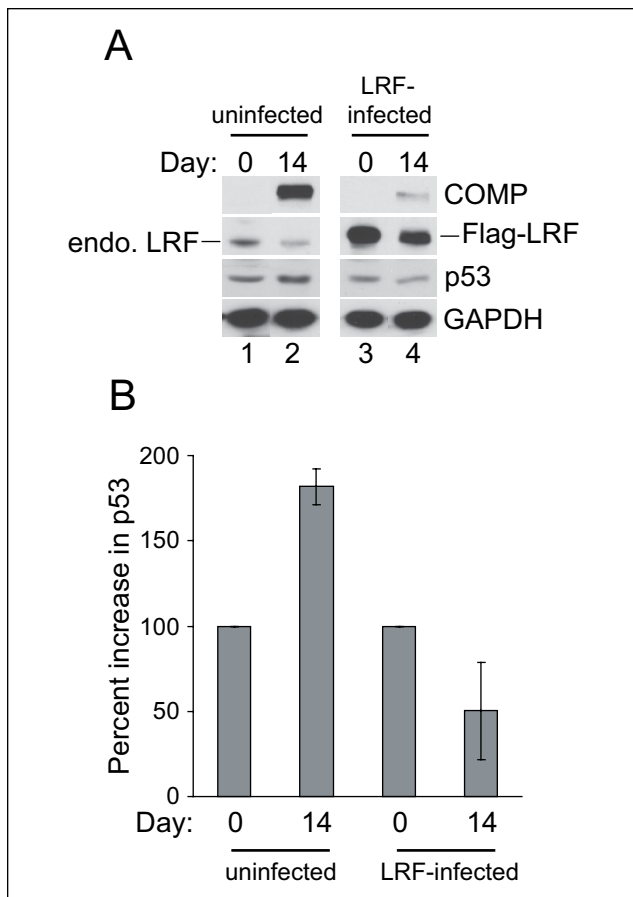 A
uninfected
LRF-
infected
Day: 0 14 0 14
COMP
endo. LRF
Flag-LRF
p53
GAPDH
1 2 3 4
B
Percent increase in p53
200
150
100
50
0
Day: 0 14 0 14
uninfected LRF-infected